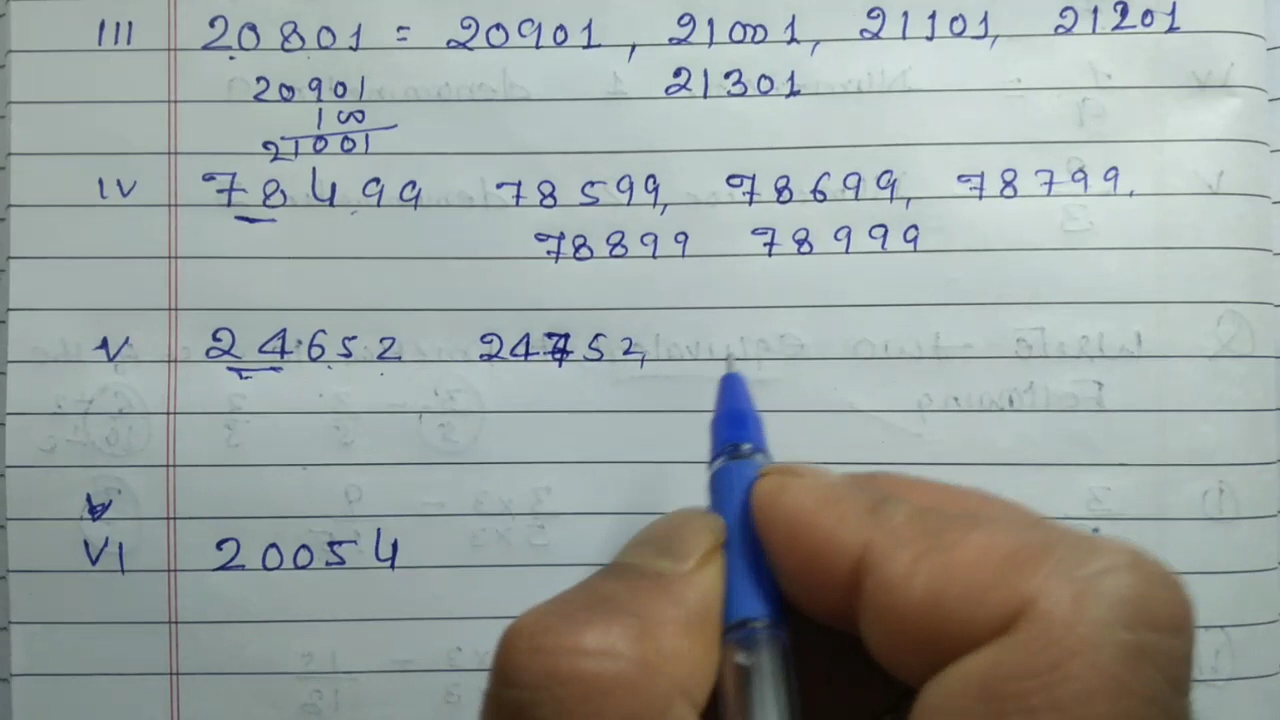 III 20801 = 20901, 21001, 21101, 21201
20901 21301
100
21001
IV 78499 78599, 78699, 78799,
78899 78999
V 24652 24752,
VI 20054